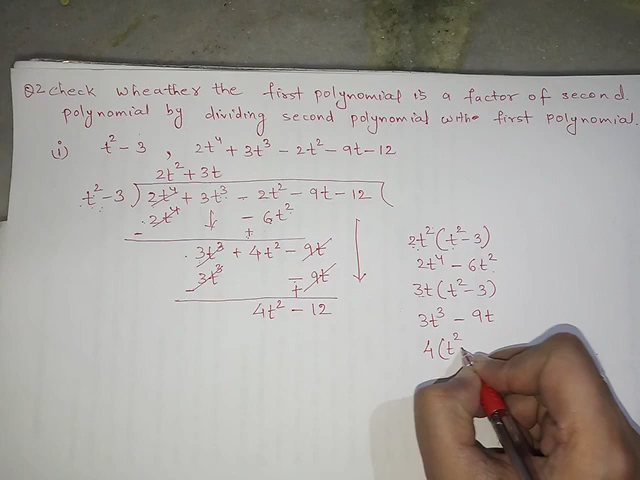 Q2 check wheather the first polynomial is a factor of second
polynomial by dividing second polynomial withe first polynomial.
i) t² - 3 , 2t⁴ + 3t³ - 2t² - 9t - 12
2t² + 3t
t² - 3 ) 2t⁴ + 3t³ - 2t² - 9t - 12 (
2t⁴ ↓ - 6t²
- +
3t³ + 4t² - 9t
3t³ - 9t
- +
4t² - 12
2t² (t² - 3)
2t⁴ - 6t²
3t (t² - 3)
3t³ - 9t
4 (t²